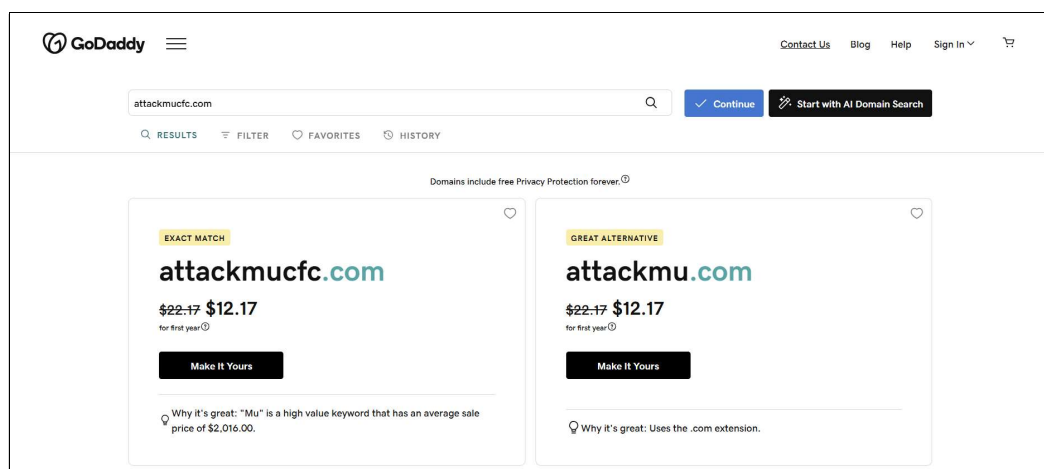 GoDaddy
Contact Us Blog Help Sign In
attackmucfc.com
Continue
Start with AI Domain Search
RESULTS FILTER FAVORITES HISTORY
Domains include free Privacy Protection forever.
EXACT MATCH
attackmucfc.com
$22.17 $12.17
for first year
Make It Yours
Why it's great: "Mu" is a high value keyword that has an average sale
price of $2,016.00.
GREAT ALTERNATIVE
attackmu.com
$22.17 $12.17
for first year
Make It Yours
Why it's great: Uses the .com extension.